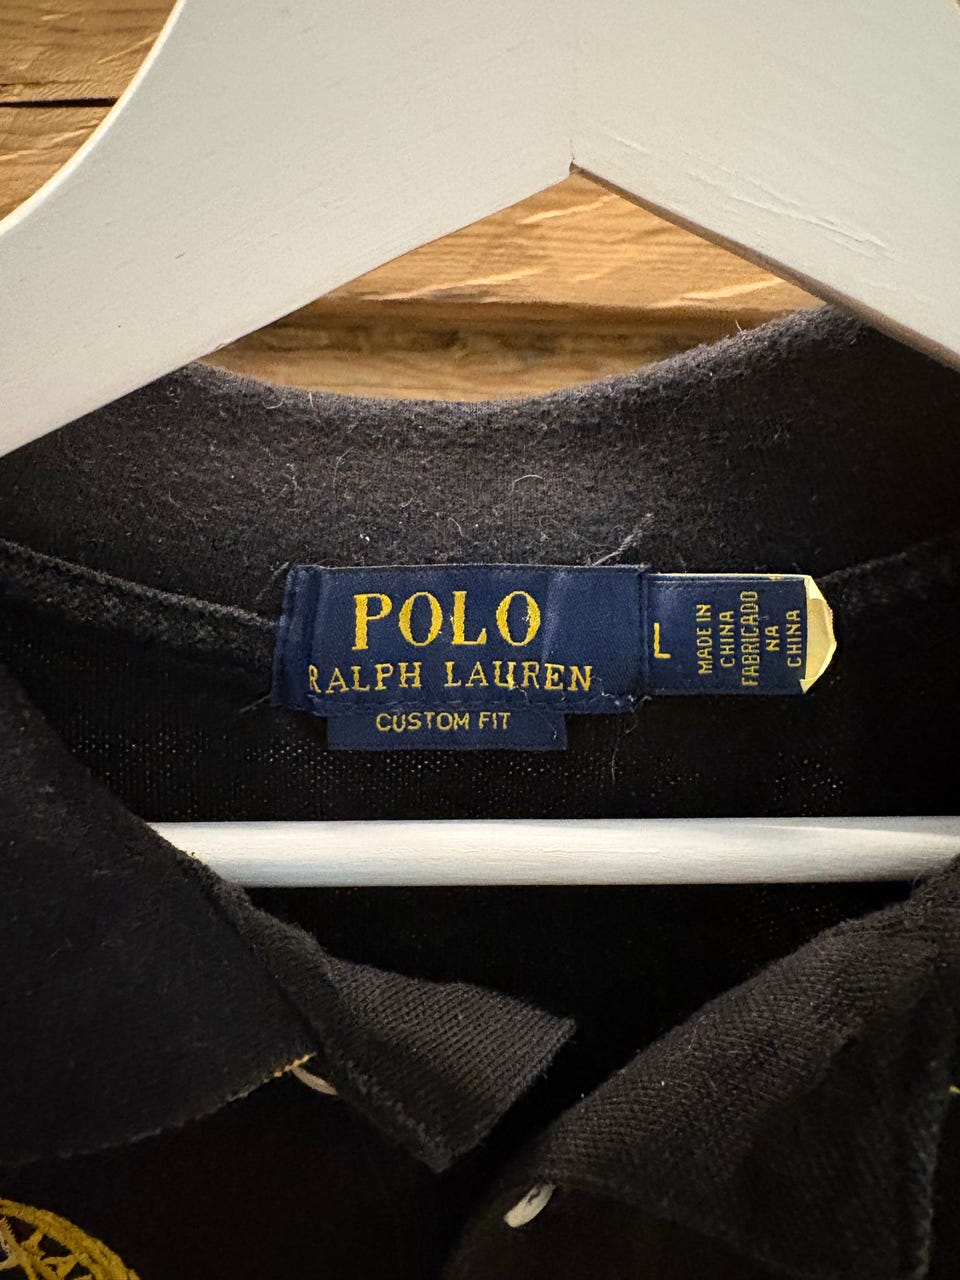 POLO
RALPH LAUREN
CUSTOM FIT
L
MADE IN
CHINA
FABRICADO
NA
CHINA